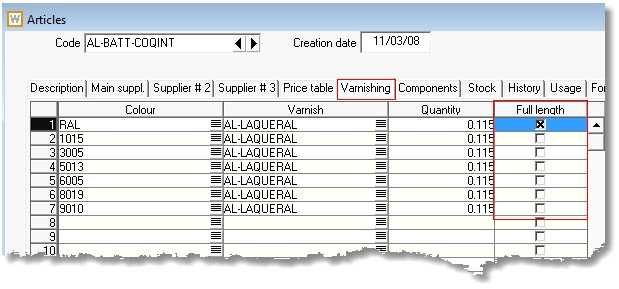 W Articles
Code AL-BATT-COQINT Creation date 11/03/08
Description Main suppl. Supplier # 2 Supplier # 3 Price table Varnishing Components Stock History Usage For
Colour Varnish Quantity Full length
1 RAL AL-LAQUERAL 0.115
2 1015 AL-LAQUERAL 0.115
3 3005 AL-LAQUERAL 0.115
4 5013 AL-LAQUERAL 0.115
5 6005 AL-LAQUERAL 0.115
6 8019 AL-LAQUERAL 0.115
7 9010 AL-LAQUERAL 0.115
8
9
10